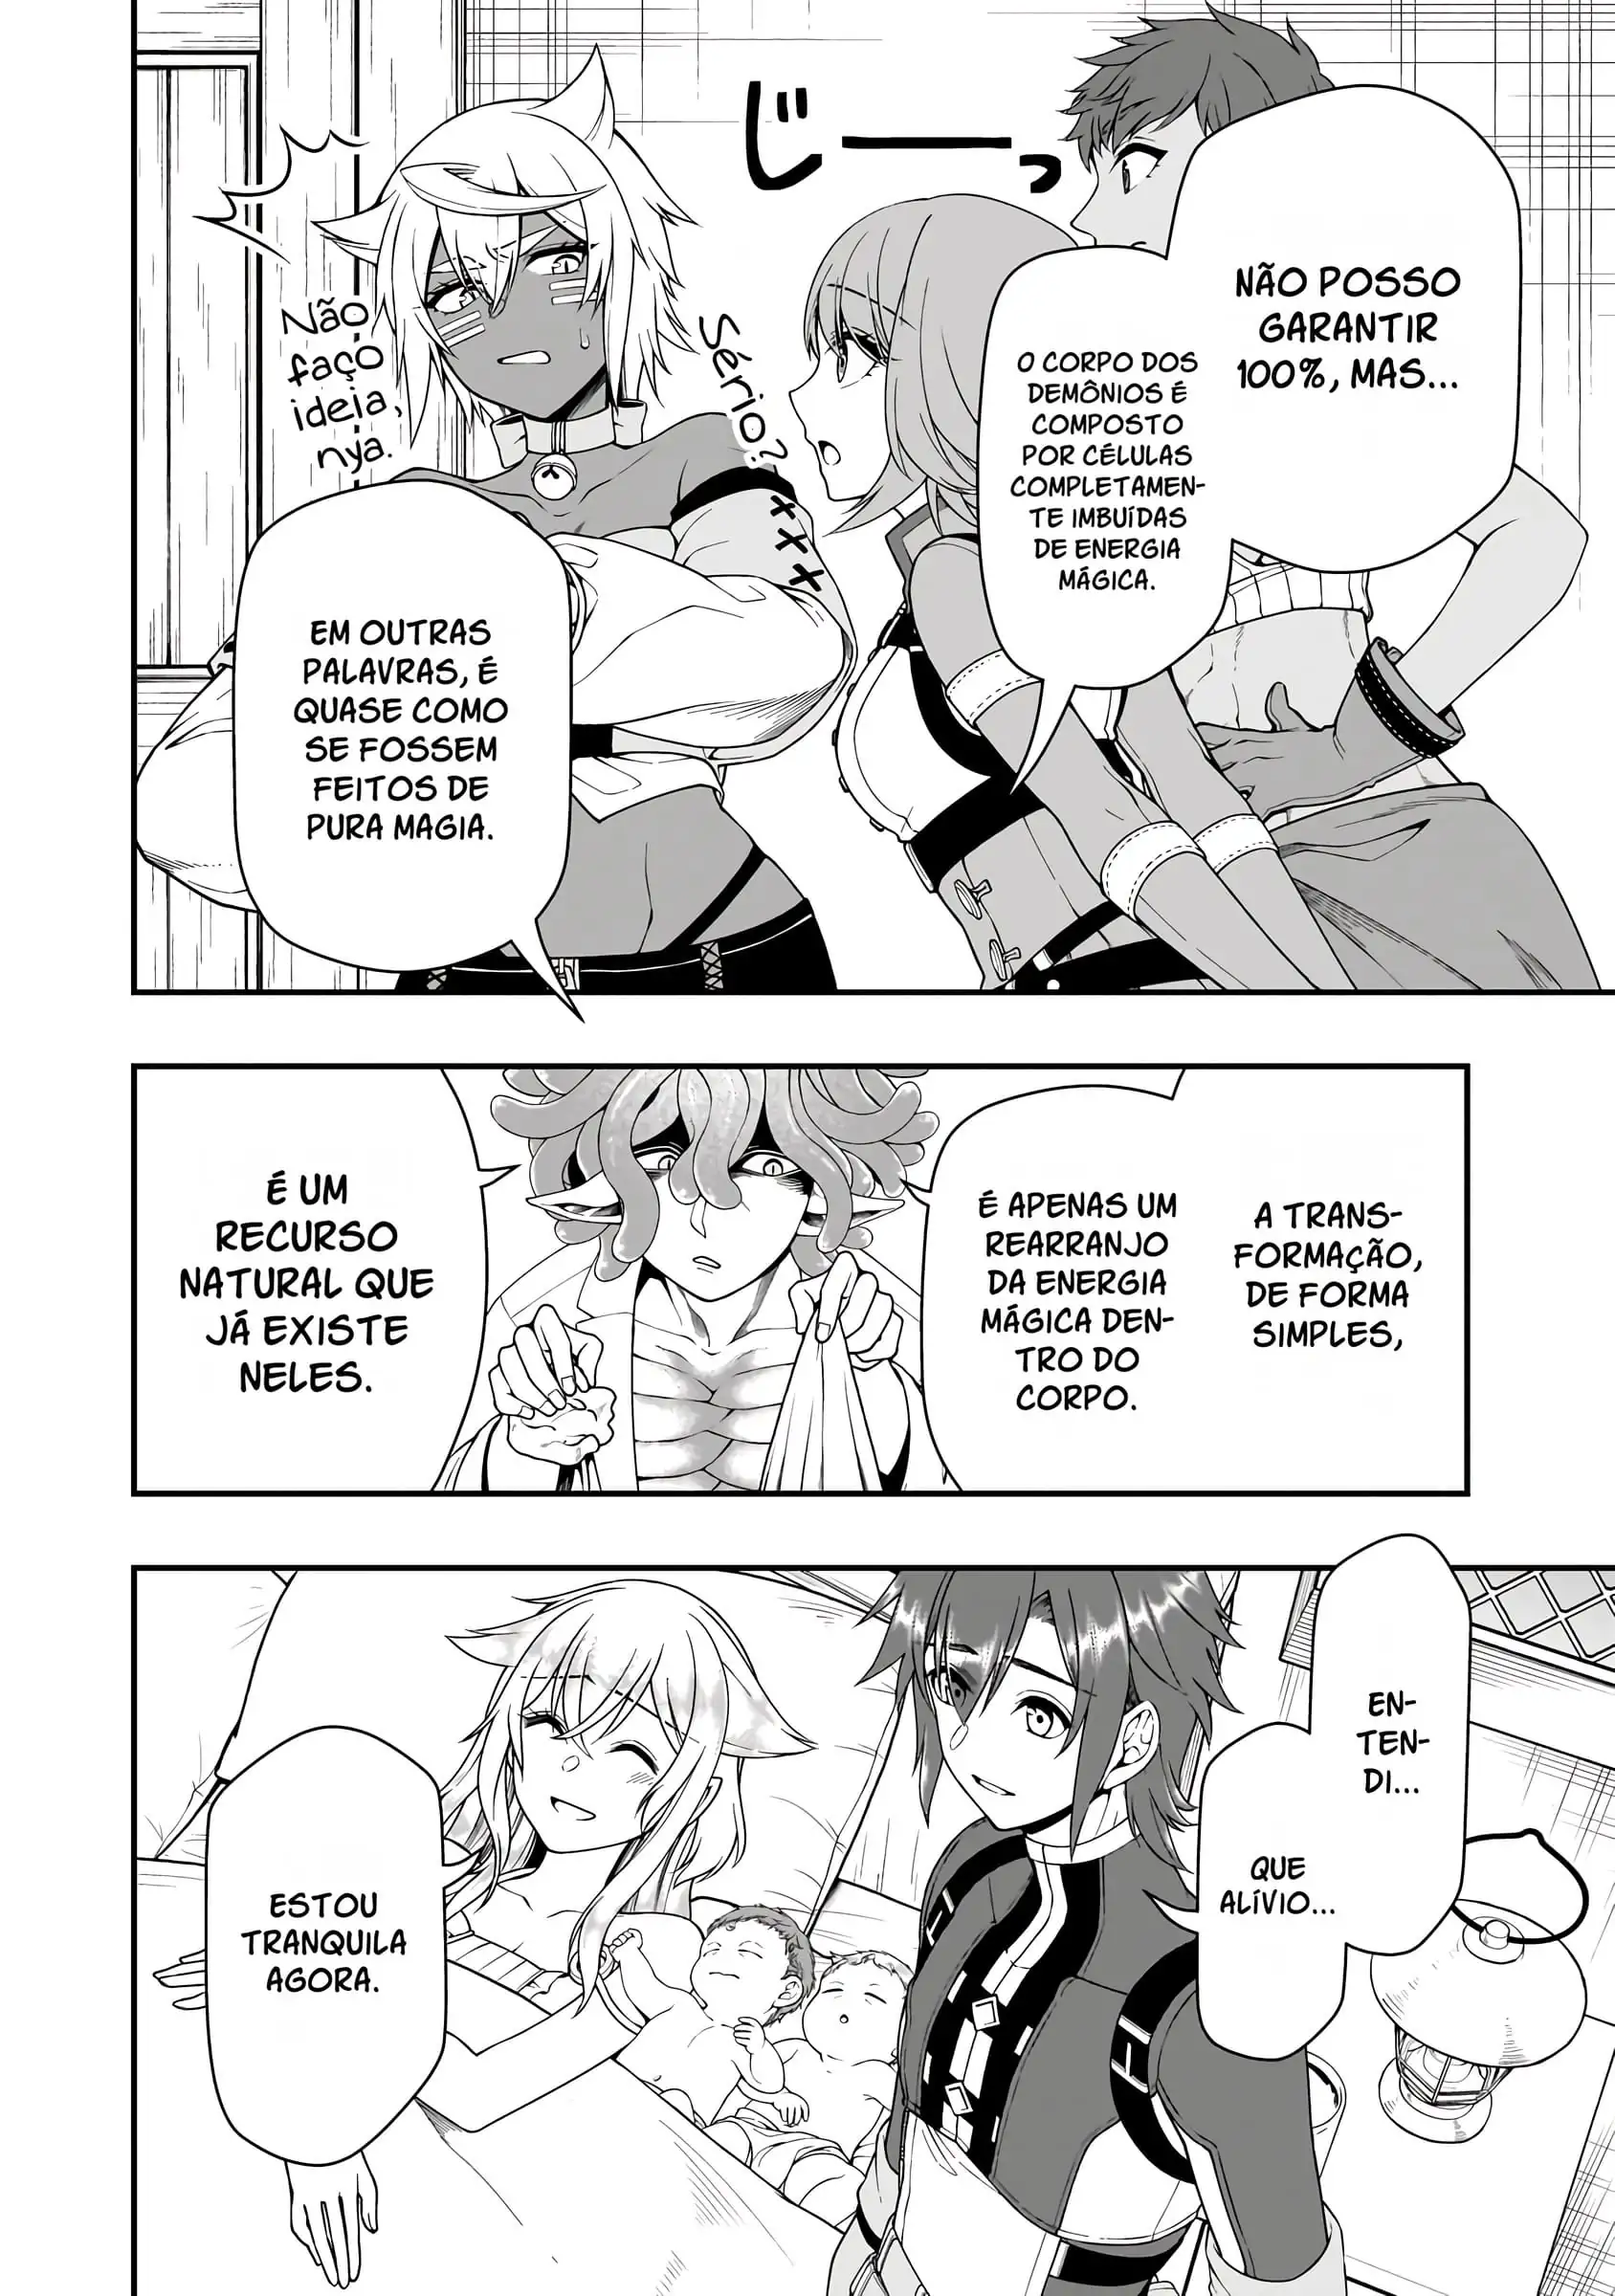 じーっ
NÃO POSSO
GARANTIR
100%, MAS...
O CORPO DOS
DEMÔNIOS É
COMPOSTO
POR CÉLULAS
COMPLETAMEN-
TE IMBUÍDAS
DE ENERGIA
MÁGICA.
Sério?
Não
faço
ideia,
nya.
EM OUTRAS
PALAVRAS, É
QUASE COMO
SE FOSSEM
FEITOS DE
PURA MAGIA.
A TRANS-
FORMAÇÃO,
DE FORMA
SIMPLES,
É APENAS UM
REARRANJO
DA ENERGIA
MÁGICA DEN-
TRO DO
CORPO.
É UM
RECURSO
NATURAL QUE
JÁ EXISTE
NELES.
EN-
TEN-
DI...
QUE
ALÍVIO...
ESTOU
TRANQUILA
AGORA.